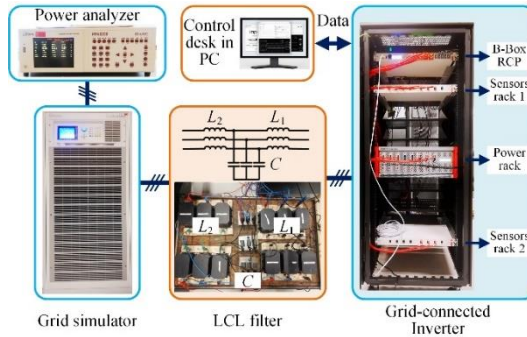 Power analyzer
Control
desk in
PC
Data
B-Box
RCP
Sensors
rack 1
Power
rack
Sensors
rack 2
L2
L1
C
L2
L1
C
Grid simulator
LCL filter
Grid-connected
Inverter